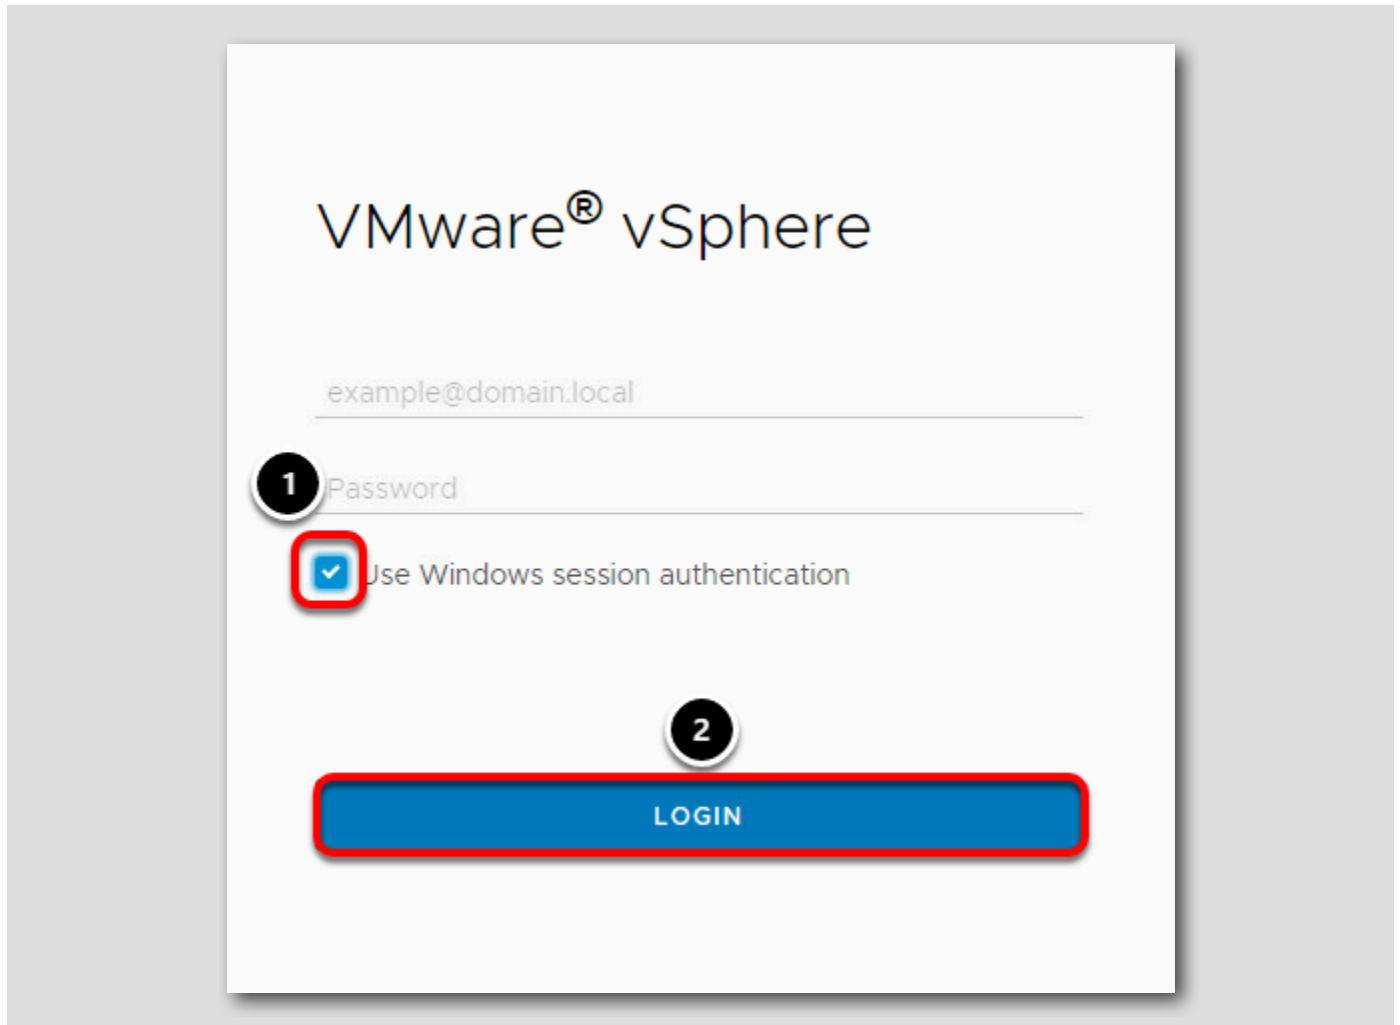 VMware® vSphere
example@domain.local
1
Password
Use Windows session authentication
2
LOGIN